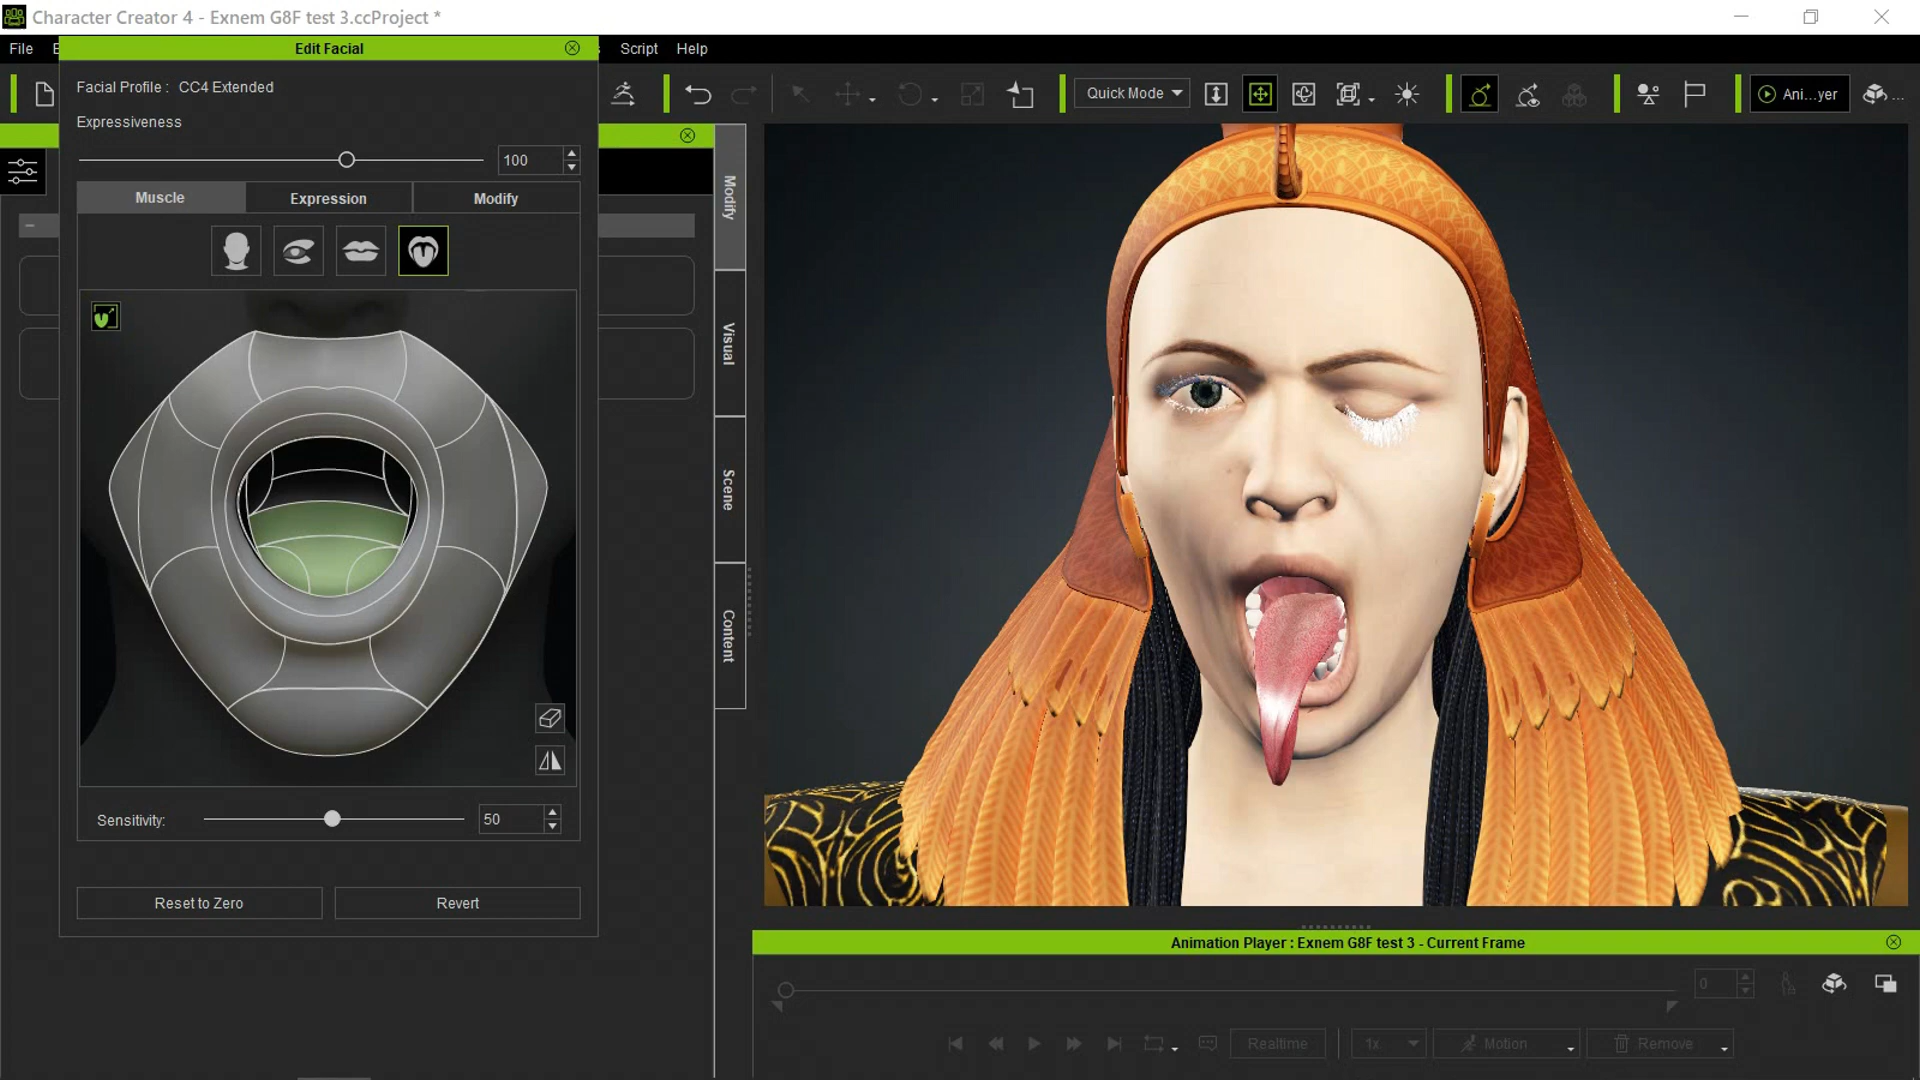 Character Creator 4 - Exnem G8F test 3.ccProject *
File
Script
Help
Edit Facial
Facial Profile : CC4 Extended
Expressiveness
100
Quick Mode
Ani...yer
...
Muscle
Expression
Modify
Modify
Visual
Scene
Content
Sensitivity:
50
Reset to Zero
Revert
Animation Player : Exnem G8F test 3 - Current Frame
0
Realtime
1x
Motion
Remove